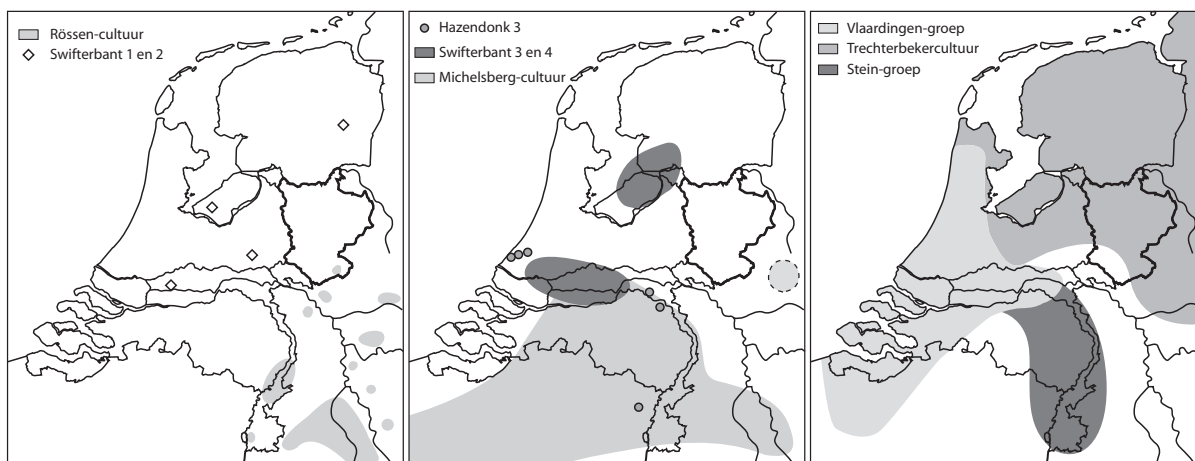 Rössen-cultuur
Swifterbant 1 en 2
Hazendonk 3
Swifterbant 3 en 4
Michelsberg-cultuur
Vlaardingen-groep
Trechterbekercultuur
Stein-groep